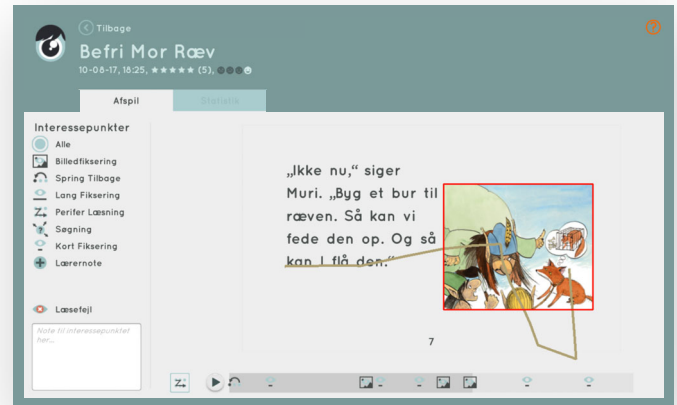 Tilbage
Befri Mor Ræv
10-08-17, 18:25, ★★★★★ (5),
Afspil
Statistik
Interessepunkter
Alle
Billedfiksering
Spring Tilbage
Lang Fiksering
Perifer Læsning
Søgning
Kort Fiksering
Lærernote
Læsefejl
Note til interessepunktet
her...
„Ikke nu,“ siger
Muri. „Byg et bur til
ræven. Så kan vi
fede den op. Og så
kan I flå den.“
7